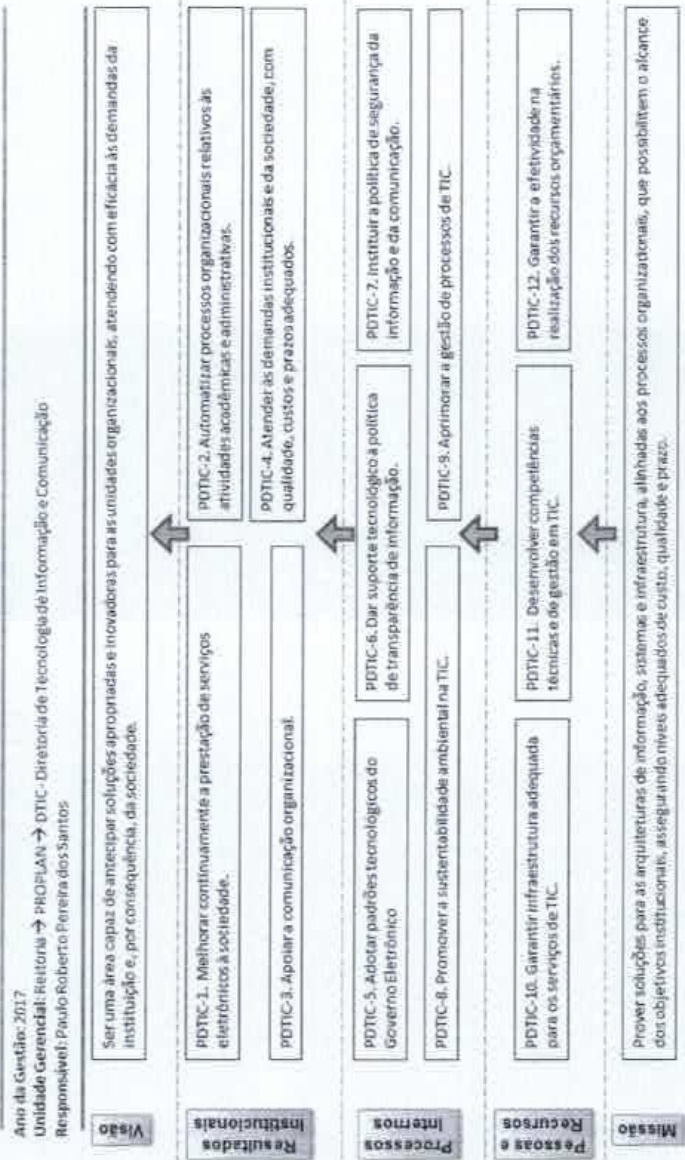 Ano da Gestão: 2017
Unidade Gerencial: Reitoria → PROPLAN → DTIC - Diretoria de Tecnologia de Informação e Comunicação
Responsável: Paulo Roberto Pereira dos Santos
Visão
Ser uma área capaz de antecipar soluções apropriadas e inovadoras para as unidades organizacionais, atendendo com eficácia às demandas da
instituição e, por consequência, da sociedade.
Resultados
Institucionais
PDTIC-1. Melhorar continuamente a prestação de serviços
eletrônicos à sociedade.
PDTIC-2. Automatizar processos organizacionais relativos às
atividades acadêmicas e administrativas.
PDTIC-3. Apoiar a comunicação organizacional.
PDTIC-4. Atender às demandas institucionais e da sociedade, com
qualidade, custos e prazos adequados.
Processos
Internos
PDTIC-5. Adotar padrões tecnológicos do
Governo Eletrônico
PDTIC-6. Dar suporte tecnológico a política
de transparência de informação.
PDTIC-7. Instituir a política de segurança da
informação e da comunicação.
PDTIC-8. Promover a sustentabilidade ambiental na TIC.
PDTIC-9. Aprimorar a gestão de processos de TIC.
Pessoas e
Recursos
PDTIC-10. Garantir infraestrutura adequada
para os serviços de TIC.
PDTIC-11. Desenvolver competências
técnicas e de gestão em TIC.
PDTIC-12. Garantir a efetividade na
realização dos recursos orçamentários.
Missão
Prover soluções para as arquiteturas de informação, sistemas e infraestrutura, alinhadas aos processos organizacionais, que possibilitem o alcance
dos objetivos institucionais, assegurando níveis adequados de custo, qualidade e prazo.